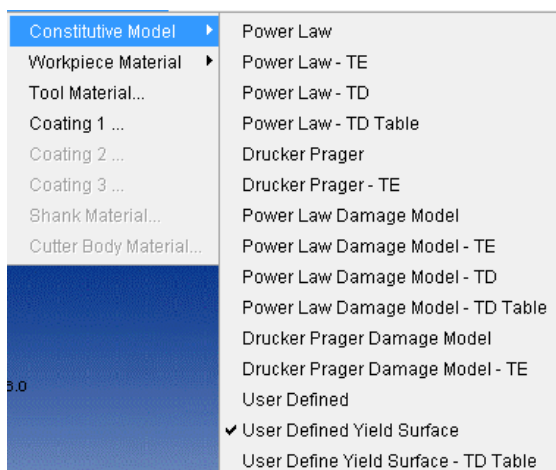 Constitutive Model
Workpiece Material
Tool Material...
Coating 1 ...
Coating 2 ...
Coating 3 ...
Shank Material...
Cutter Body Material...
Power Law
Power Law - TE
Power Law - TD
Power Law - TD Table
Drucker Prager
Drucker Prager - TE
Power Law Damage Model
Power Law Damage Model - TE
Power Law Damage Model - TD
Power Law Damage Model - TD Table
Drucker Prager Damage Model
Drucker Prager Damage Model - TE
User Defined
User Defined Yield Surface
User Define Yield Surface - TD Table